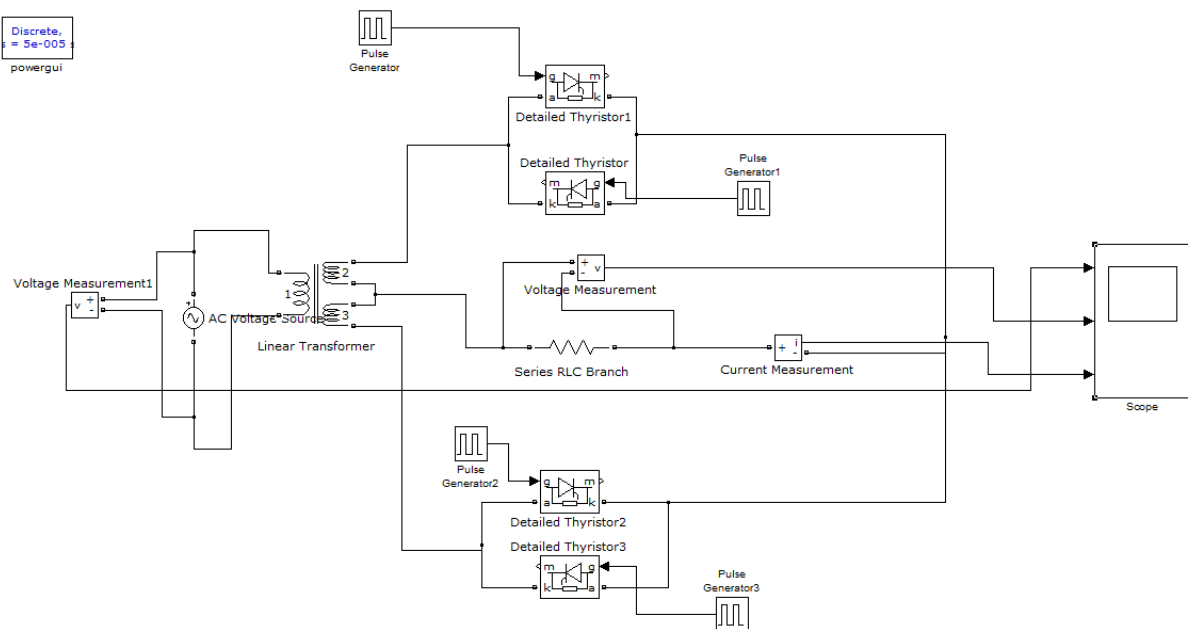 Discrete,
s = 5e-005 s
powergui
Pulse
Generator
g m
a k
Detailed Thyristor1
Detailed Thyristor
m g
k a
Pulse
Generator1
Voltage Measurement1
v + -
+
AC Voltage Source
1 2 3
Linear Transformer
+ - v
Voltage Measurement
Series RLC Branch
+ i -
Current Measurement
Scope
Pulse
Generator2
g m
a k
Detailed Thyristor2
Detailed Thyristor3
m g
k a
Pulse
Generator3